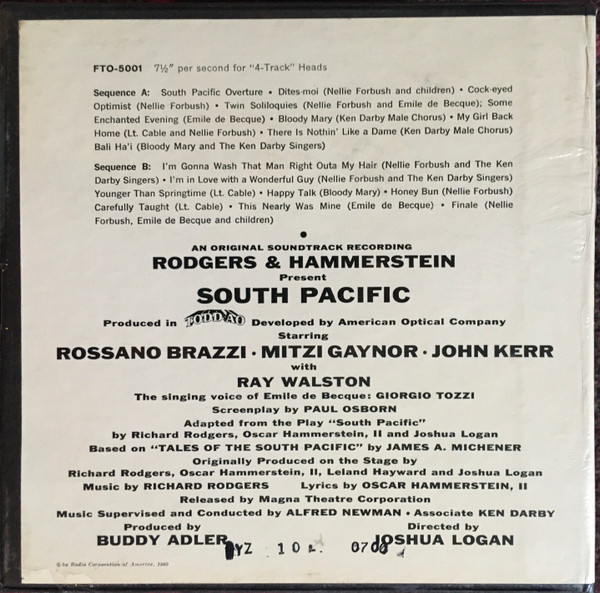 FTO-5001 7½" per second for "4-Track" Heads
Sequence A: South Pacific Overture • Dites-moi (Nellie Forbush and children) • Cock-eyed
Optimist (Nellie Forbush) • Twin Soliloquies (Nellie Forbush and Emile de Becque); Some
Enchanted Evening (Emile de Becque) • Bloody Mary (Ken Darby Male Chorus) • My Girl Back
Home (Lt. Cable and Nellie Forbush) • There Is Nothin' Like a Dame (Ken Darby Male Chorus)
Bali Ha'i (Bloody Mary and The Ken Darby Singers)
Sequence B: I'm Gonna Wash That Man Right Outa My Hair (Nellie Forbush and The Ken
Darby Singers) • I'm in Love with a Wonderful Guy (Nellie Forbush and The Ken Darby Singers)
Younger Than Springtime (Lt. Cable) • Happy Talk (Bloody Mary) • Honey Bun (Nellie Forbush)
Carefully Taught (Lt. Cable) • This Nearly Was Mine (Emile de Becque) • Finale (Nellie
Forbush, Emile de Becque and children)
AN ORIGINAL SOUNDTRACK RECORDING
RODGERS & HAMMERSTEIN
Present
SOUTH PACIFIC
Produced in TODD-AO Developed by American Optical Company
Starring
ROSSANO BRAZZI • MITZI GAYNOR • JOHN KERR
with
RAY WALSTON
The singing voice of Emile de Becque: GIORGIO TOZZI
Screenplay by PAUL OSBORN
Adapted from the Play "South Pacific"
by Richard Rodgers, Oscar Hammerstein, II and Joshua Logan
Based on "TALES OF THE SOUTH PACIFIC" by JAMES A. MICHENER
Originally Produced on the Stage by
Richard Rodgers, Oscar Hammerstein, II, Leland Hayward and Joshua Logan
Music by RICHARD RODGERS Lyrics by OSCAR HAMMERSTEIN, II
Released by Magna Theatre Corporation
Music Supervised and Conducted by ALFRED NEWMAN • Associate KEN DARBY
Produced by Directed by
BUDDY ADLER JOSHUA LOGAN
© by Radio Corporation of America, 1960